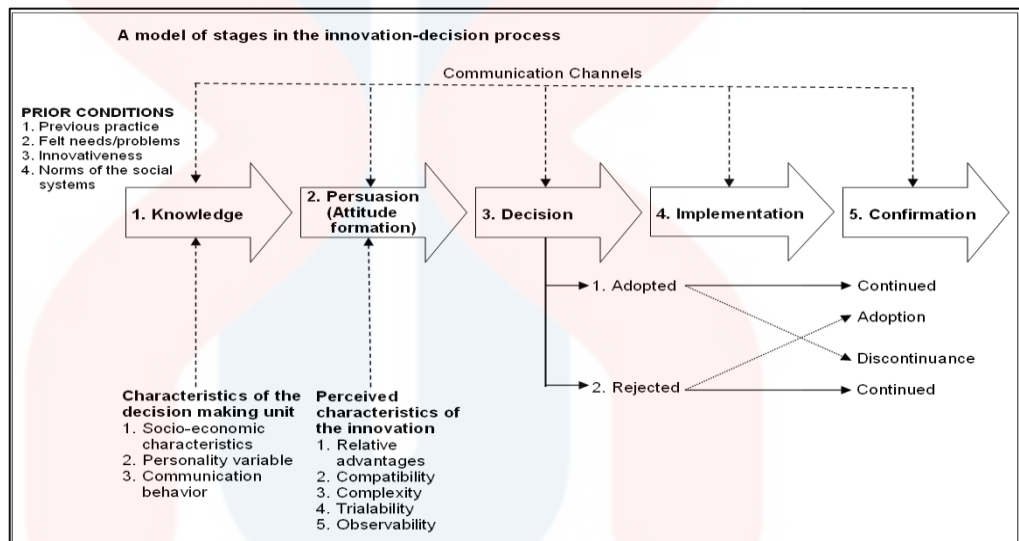 A model of stages in the innovation-decision process
Communication Channels
PRIOR CONDITIONS
1. Previous practice
2. Felt needs/problems
3. Innovativeness
4. Norms of the social
systems
1. Knowledge
2. Persuasion
(Attitude
formation)
3. Decision
4. Implementation
5. Confirmation
1. Adopted
Continued
Adoption
Discontinuance
2. Rejected
Continued
Characteristics of the
decision making unit
1. Socio-economic
characteristics
2. Personality variable
3. Communication
behavior
Perceived
characteristics of
the innovation
1. Relative
advantages
2. Compatibility
3. Complexity
4. Trialability
5. Observability